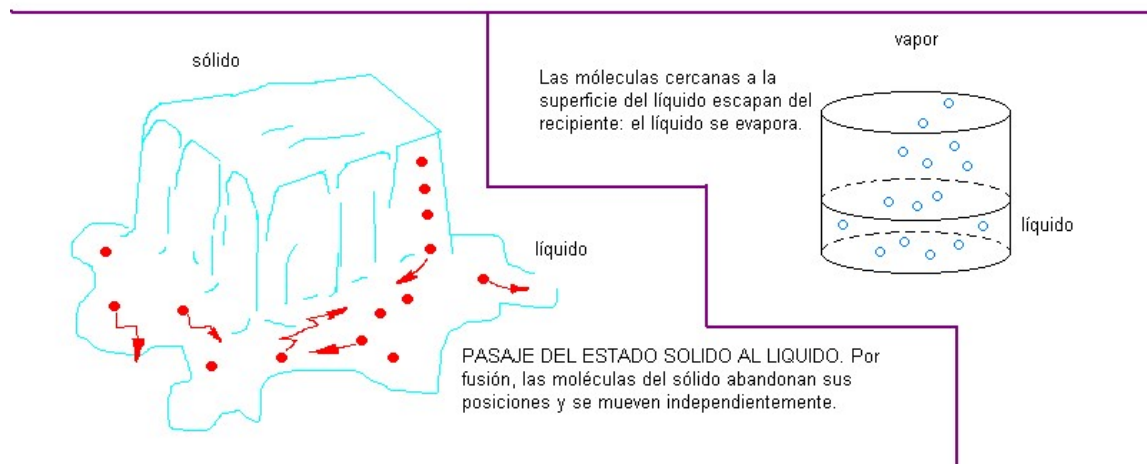 sólido
líquido
PASAJE DEL ESTADO SOLIDO AL LIQUIDO. Por
fusión, las moléculas del sólido abandonan sus
posiciones y se mueven independientemente.
Las móleculas cercanas a la
superficie del líquido escapan del
recipiente: el líquido se evapora.
vapor
líquido